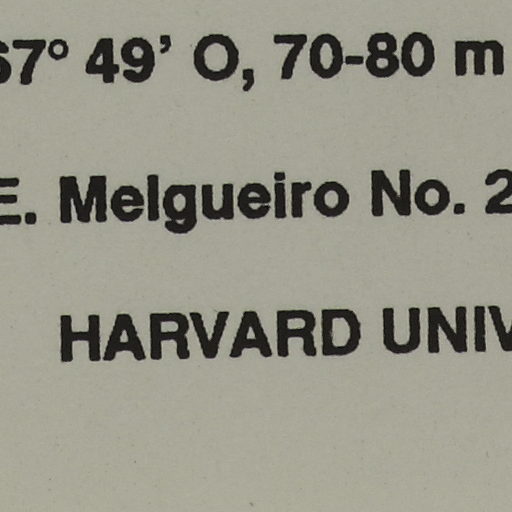 67° 49’ O, 70-80 m
E. Melgueiro No. 2
HARVARD UNIV